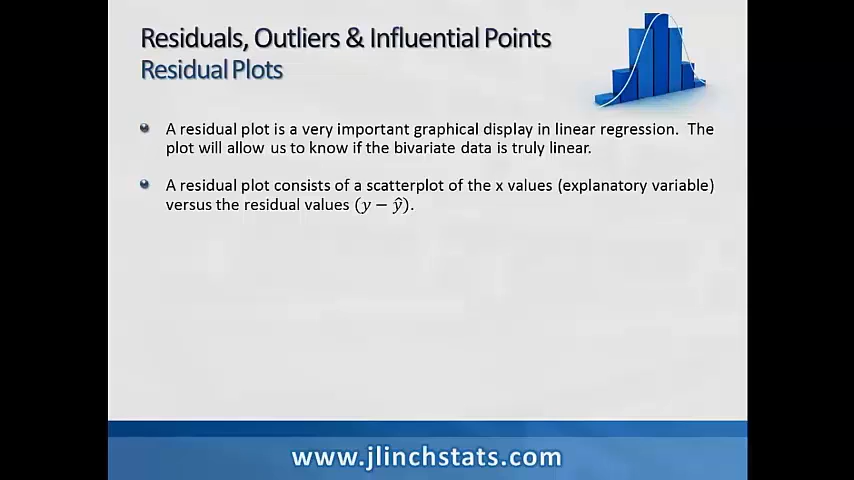 Residuals, Outliers & Influential Points
Residual Plots
A residual plot is a very important graphical display in linear regression. The
plot will allow us to know if the bivariate data is truly linear.
A residual plot consists of a scatterplot of the x values (explanatory variable)
versus the residual values (𝑦 − ŷ).
www.jlinchstats.com